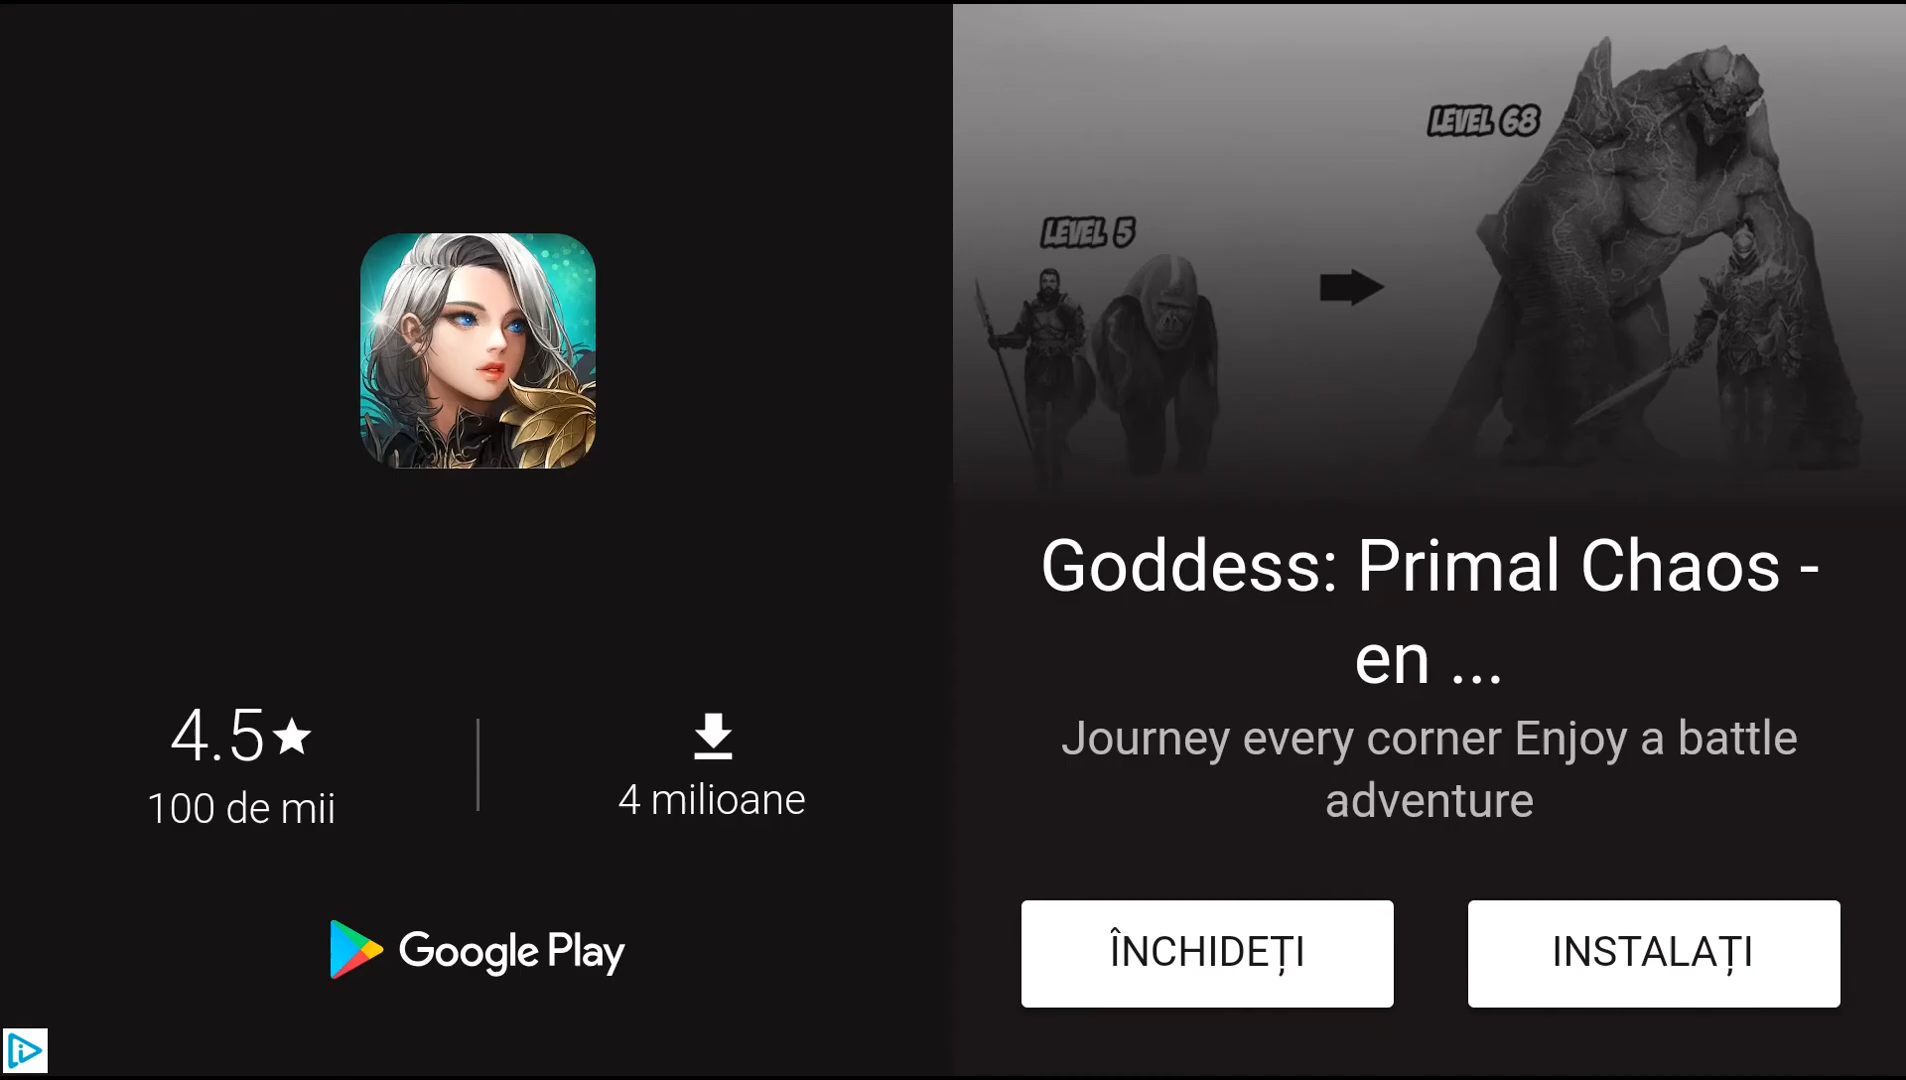 4.5★
100 de mii
4 milioane
Google Play
LEVEL 5
LEVEL 68
Goddess: Primal Chaos -
en ...
Journey every corner Enjoy a battle
adventure
ÎNCHIDEȚI
INSTALAȚI